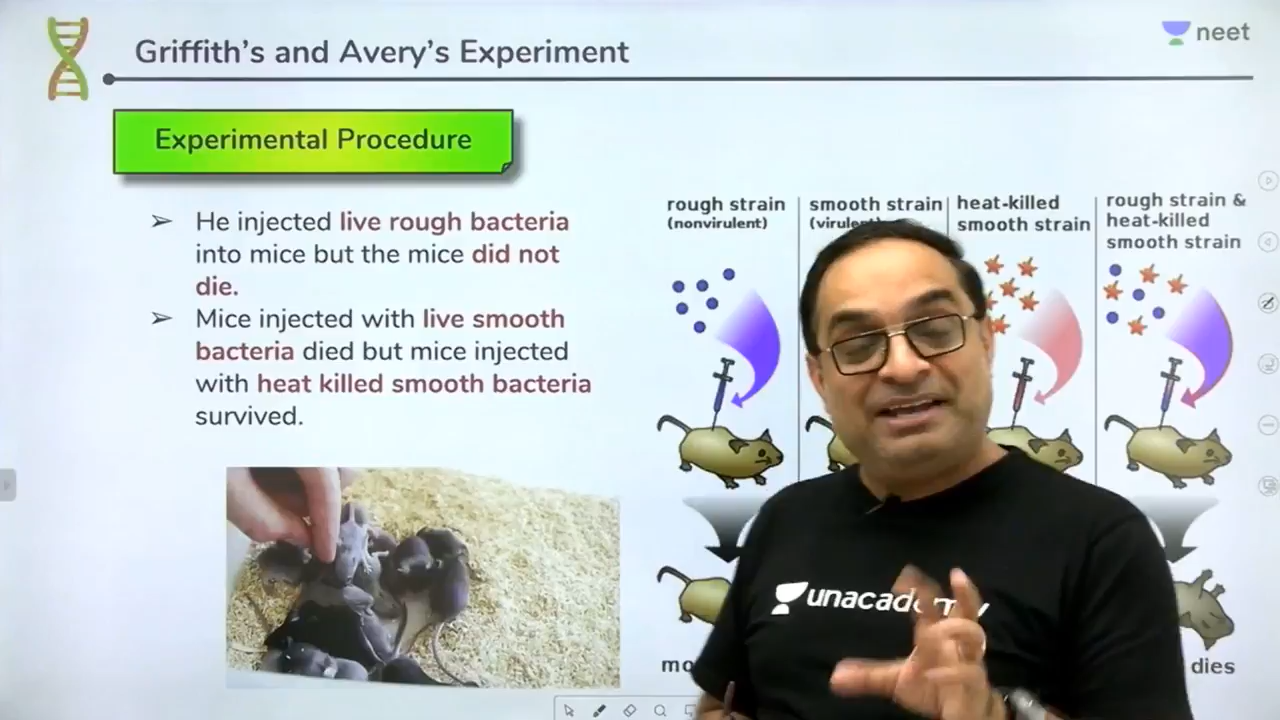 Griffith's and Avery's Experiment
neet
Experimental Procedure
➢ He injected live rough bacteria
into mice but the mice did not
die.
➢ Mice injected with live smooth
bacteria died but mice injected
with heat killed smooth bacteria
survived.
rough strain
(nonvirulent)
smooth strain
heat-killed
smooth strain
rough strain &
heat-killed
smooth strain
unacademy
dies